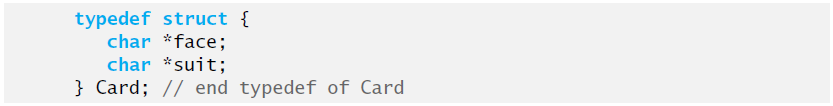 typedef struct {
char *face;
char *suit;
} Card; // end typedef of Card